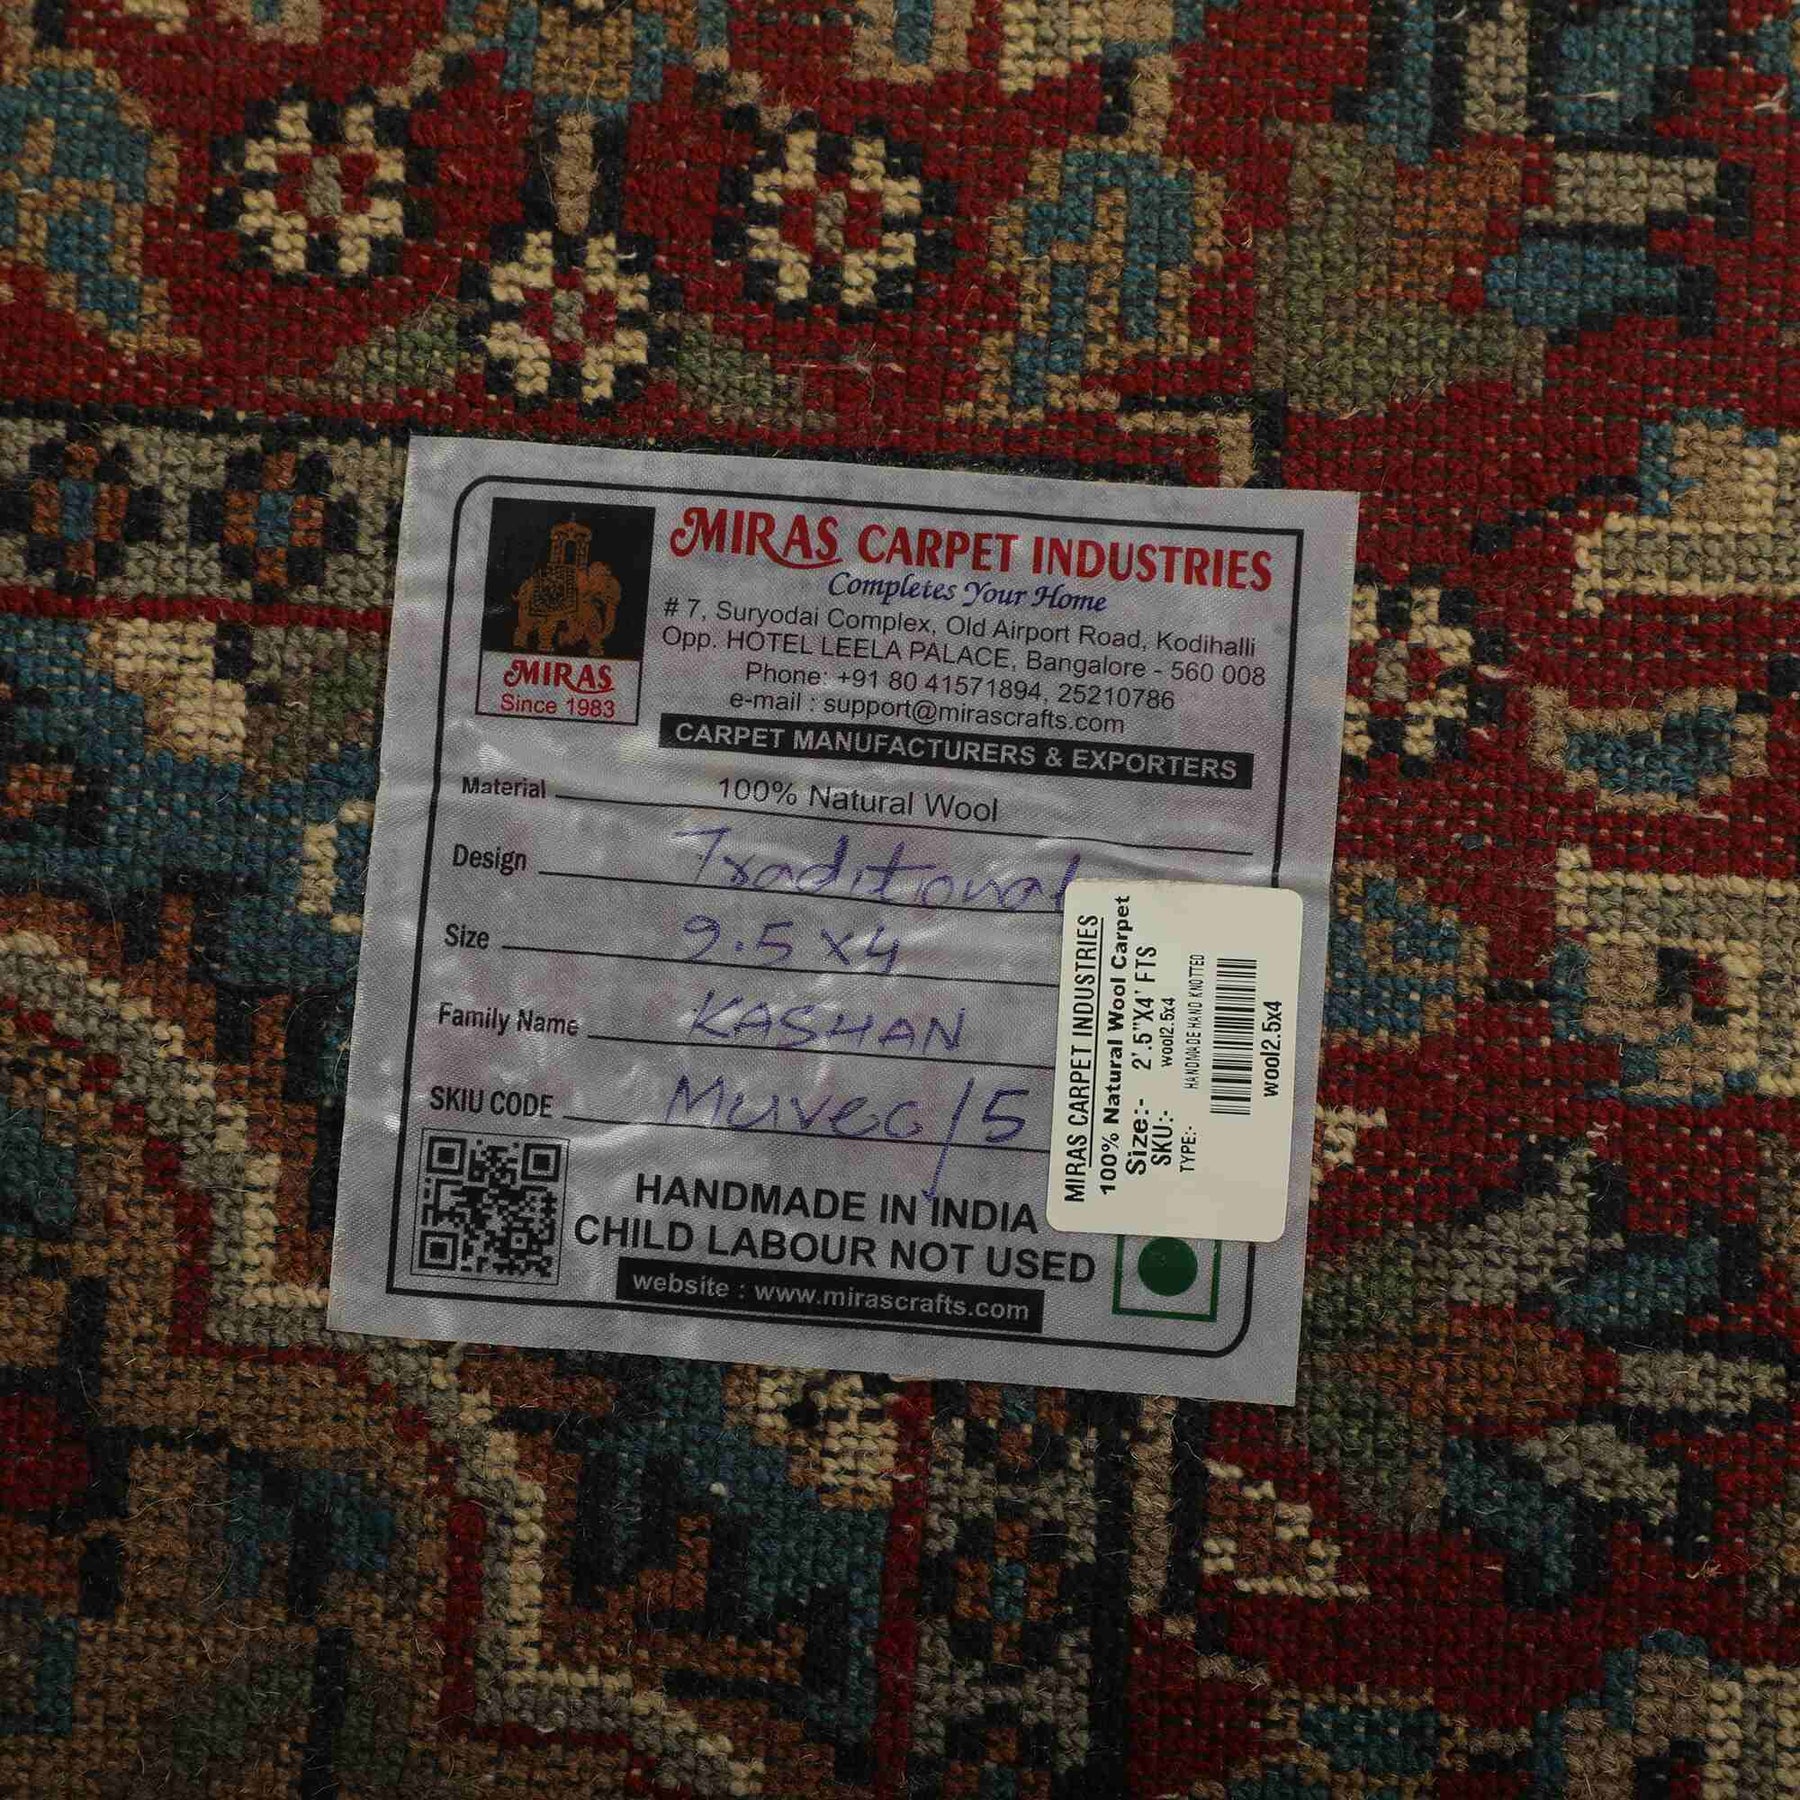 MIRAS CARPET INDUSTRIES
Completes Your Home
# 7, Suryodai Complex, Old Airport Road, Kodihalli
Opp. HOTEL LEELA PALACE, Bangalore - 560 008
Phone: +91 80 41571894, 25210786
e-mail : support@mirascrafts.com
CARPET MANUFACTURERS & EXPORTERS
MIRAS
Since 1983
Material 100% Natural Wool
Design Traditional
Size 2.5 x 4
Family Name KASHAN
SKIU CODE Muvec/5
HANDMADE IN INDIA
CHILD LABOUR NOT USED
website : www.mirascrafts.com
MIRAS CARPET INDUSTRIES
100% Natural Wool Carpet
Size:- 2'.5"X4' FTS
SKU:- wool2.5x4
TYPE:- HANDMADE HAND KNOTTED
wool2.5x4